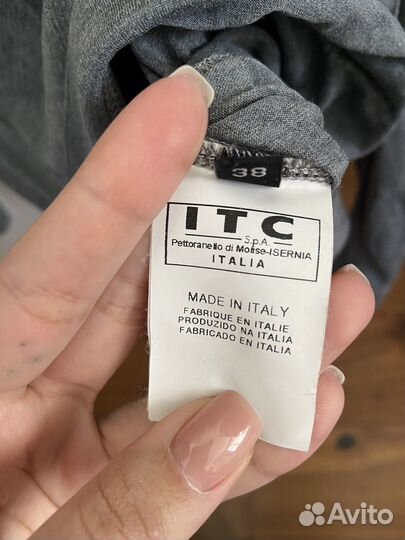 38
ITC
S.p.A.
Pettoranello di Molise-ISERNIA
ITALIA
MADE IN ITALY
FABRIQUE EN ITALIE
PRODUZIDO NA ITALIA
FABRICADO EN ITALIA
Avito